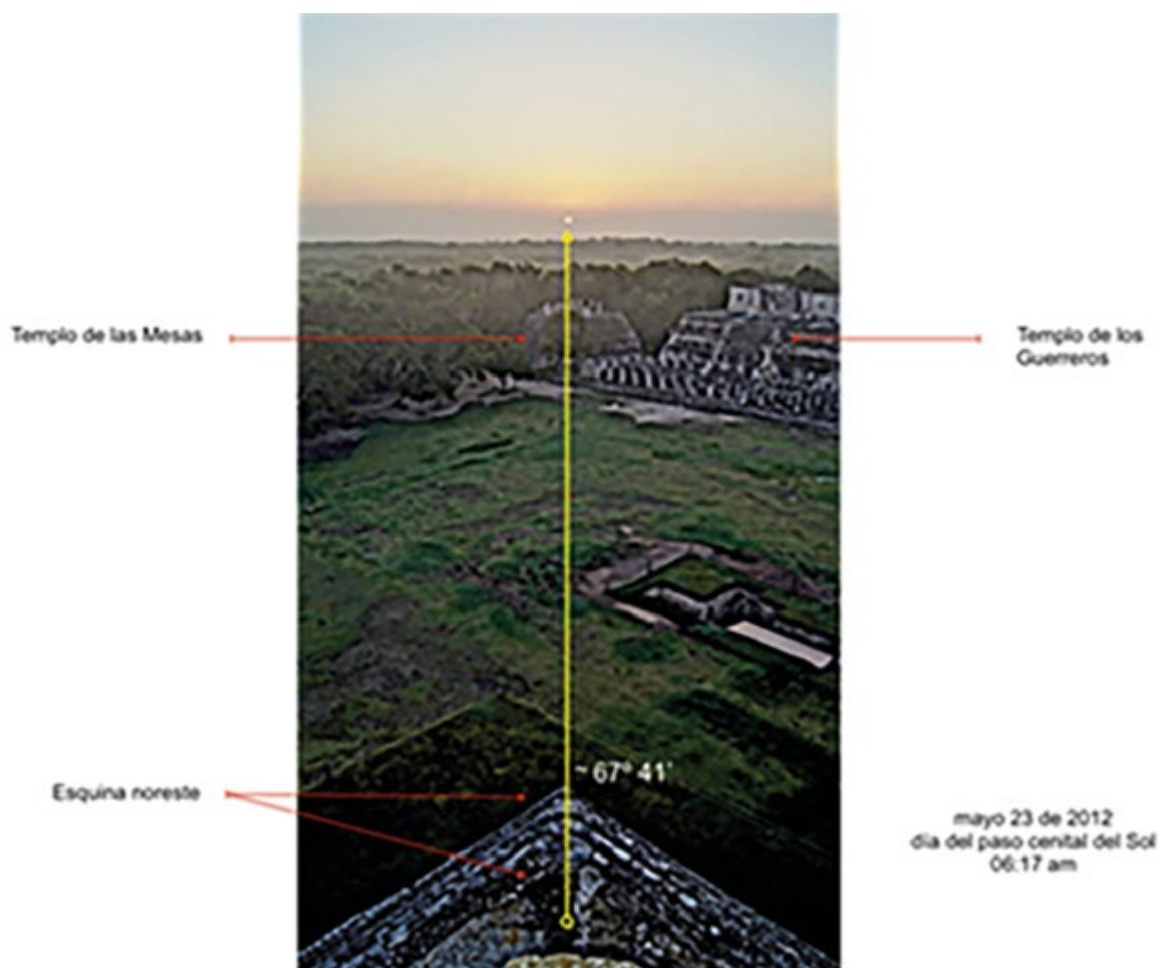 Templo de las Mesas
Templo de los
Guerreros
~ 67° 41'
Esquina noreste
mayo 23 de 2012
día del paso cenital del Sol
06:17 am